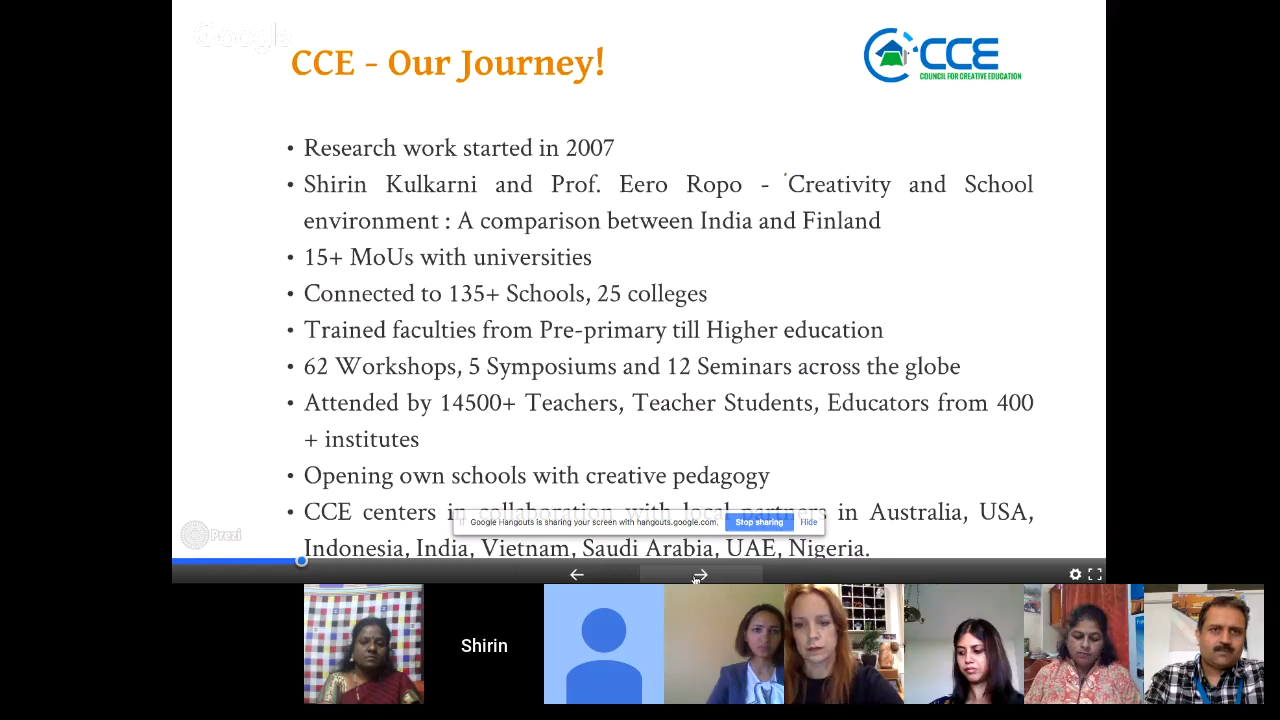 Google
CCE - Our Journey!
CCE
COUNCIL FOR CREATIVE EDUCATION
• Research work started in 2007
• Shirin Kulkarni and Prof. Eero Ropo - ‘Creativity and School
environment : A comparison between India and Finland
• 15+ MoUs with universities
• Connected to 135+ Schools, 25 colleges
• Trained faculties from Pre-primary till Higher education
• 62 Workshops, 5 Symposiums and 12 Seminars across the globe
• Attended by 14500+ Teachers, Teacher Students, Educators from 400
+ institutes
• Opening own schools with creative pedagogy
• CCE centers in collaboration with local partners in Australia, USA,
Indonesia, India, Vietnam, Saudi Arabia, UAE, Nigeria.
Google Hangouts is sharing your screen with hangouts.google.com. Stop sharing Hide
Prezi
Shirin